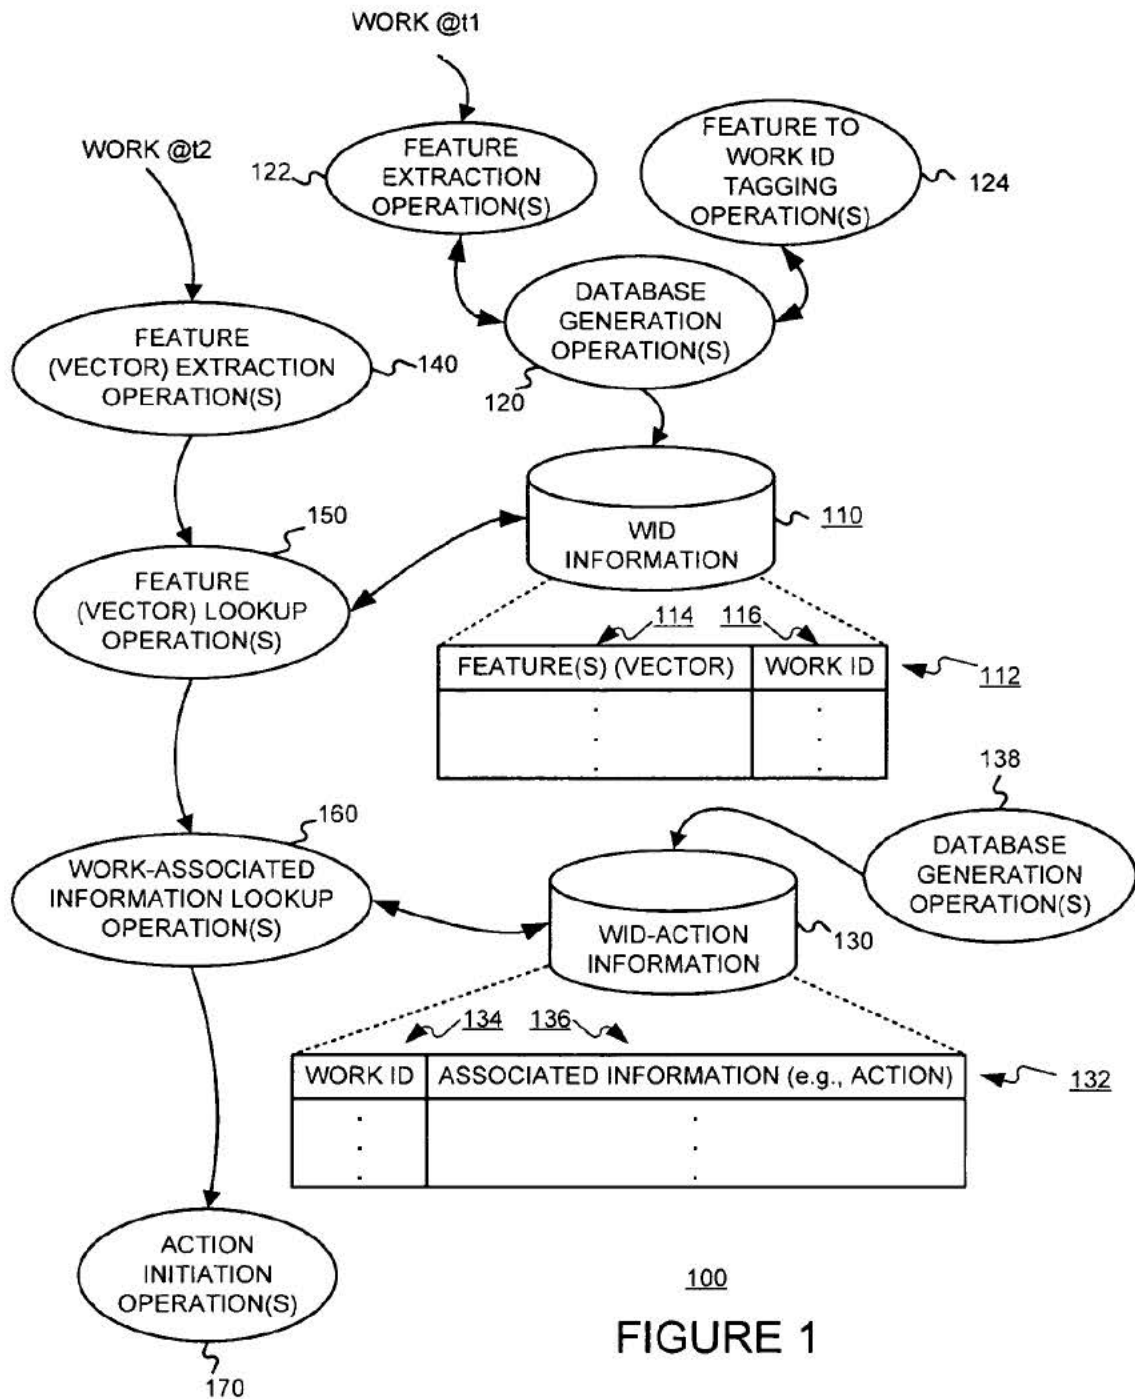 WORK @t1
WORK @t2
122
FEATURE
EXTRACTION
OPERATION(S)
FEATURE TO
WORK ID
TAGGING
OPERATION(S)
124
DATABASE
GENERATION
OPERATION(S)
120
FEATURE
(VECTOR) EXTRACTION
OPERATION(S)
140
150
FEATURE
(VECTOR) LOOKUP
OPERATION(S)
WID
INFORMATION
110
114
116
FEATURE(S) (VECTOR)
WORK ID
112
138
DATABASE
GENERATION
OPERATION(S)
160
WORK-ASSOCIATED
INFORMATION LOOKUP
OPERATION(S)
WID-ACTION
INFORMATION
130
134
136
WORK ID
ASSOCIATED INFORMATION (e.g., ACTION)
132
ACTION
INITIATION
OPERATION(S)
170
100
FIGURE 1